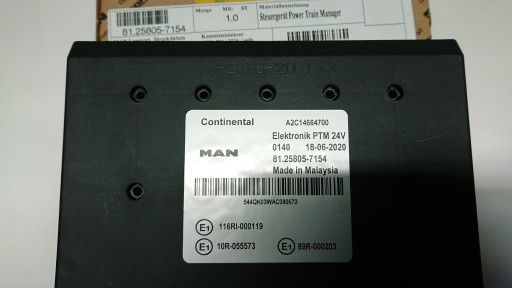 Menge ME: ST
1.0
Materialbezeichnung
Steuergerät Power Train Manager
81.25805-7154
Continental A2C14664700
Elektronik PTM 24V
0140 18-06-2020
MAN 81.25805-7154
Made in Malaysia
544QK03WAC080672
E1 116RI-000119
E1 10R-055573 E1 89R-000203